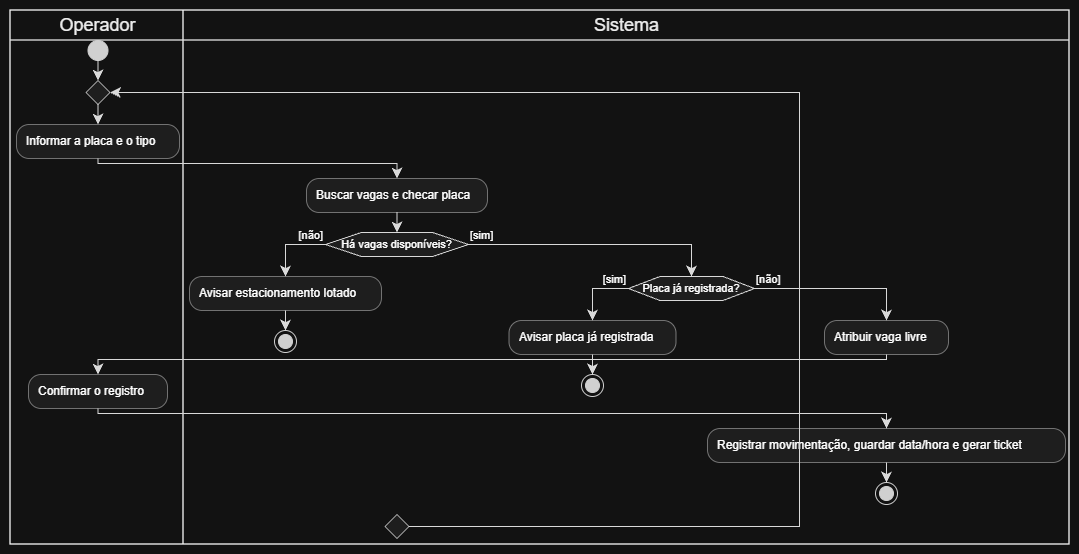 Operador
Sistema
Informar a placa e o tipo
Buscar vagas e checar placa
[não]
Há vagas disponíveis?
[sim]
[sim]
Placa já registrada?
[não]
Avisar estacionamento lotado
Avisar placa já registrada
Atribuir vaga livre
Confirmar o registro
Registrar movimentação, guardar data/hora e gerar ticket